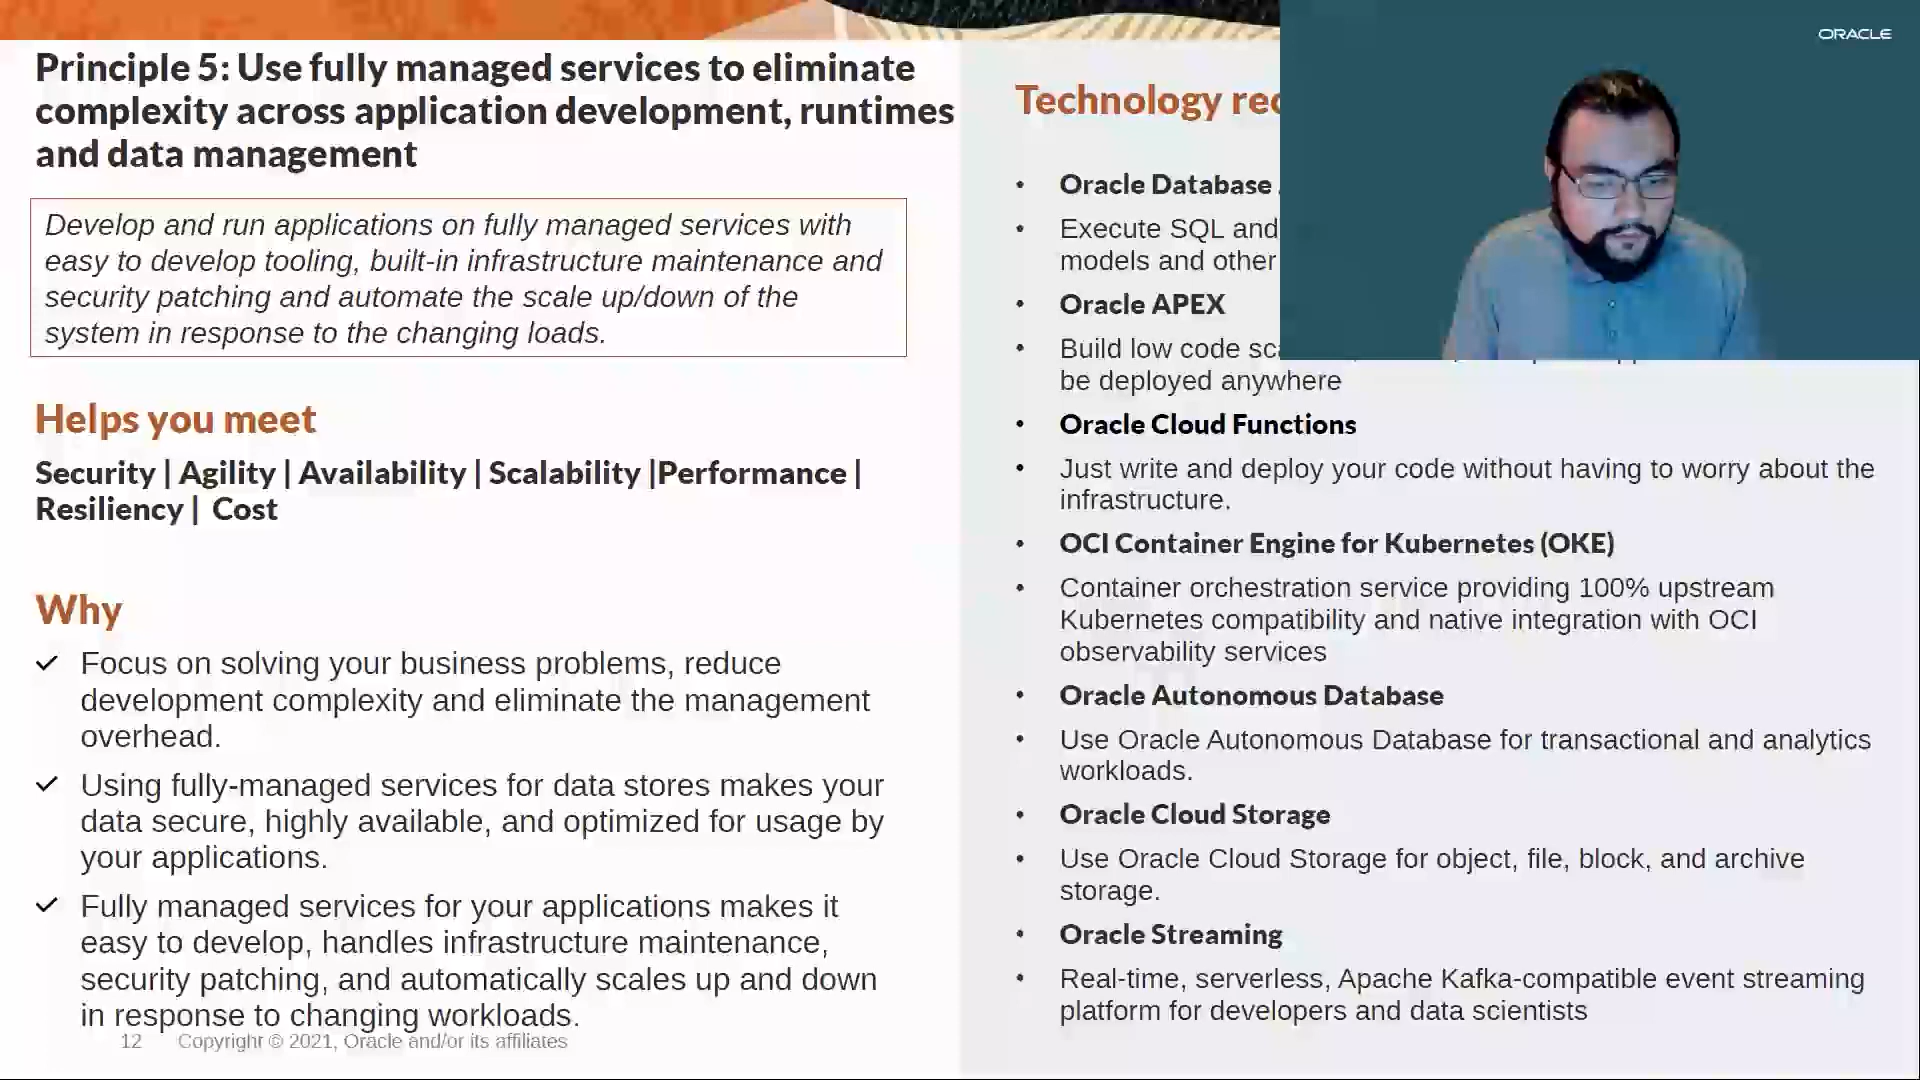 Principle 5: Use fully managed services to eliminate
complexity across application development, runtimes
and data management
Develop and run applications on fully managed services with
easy to develop tooling, built-in infrastructure maintenance and
security patching and automate the scale up/down of the
system in response to the changing loads.
Helps you meet
Security | Agility | Availability | Scalability |Performance |
Resiliency | Cost
Why
✓ Focus on solving your business problems, reduce
development complexity and eliminate the management
overhead.
✓ Using fully-managed services for data stores makes your
data secure, highly available, and optimized for usage by
your applications.
✓ Fully managed services for your applications makes it
easy to develop, handles infrastructure maintenance,
security patching, and automatically scales up and down
in response to changing workloads.
12 Copyright © 2021, Oracle and/or its affiliates
Technology
• Oracle Database
• Execute SQL and
models and other
• Oracle APEX
• Build low code
be deployed anywhere
• Oracle Cloud Functions
• Just write and deploy your code without having to worry about the
infrastructure.
• OCI Container Engine for Kubernetes (OKE)
• Container orchestration service providing 100% upstream
Kubernetes compatibility and native integration with OCI
observability services
• Oracle Autonomous Database
• Use Oracle Autonomous Database for transactional and analytics
workloads.
• Oracle Cloud Storage
• Use Oracle Cloud Storage for object, file, block, and archive
storage.
• Oracle Streaming
• Real-time, serverless, Apache Kafka-compatible event streaming
platform for developers and data scientists
ORACLE